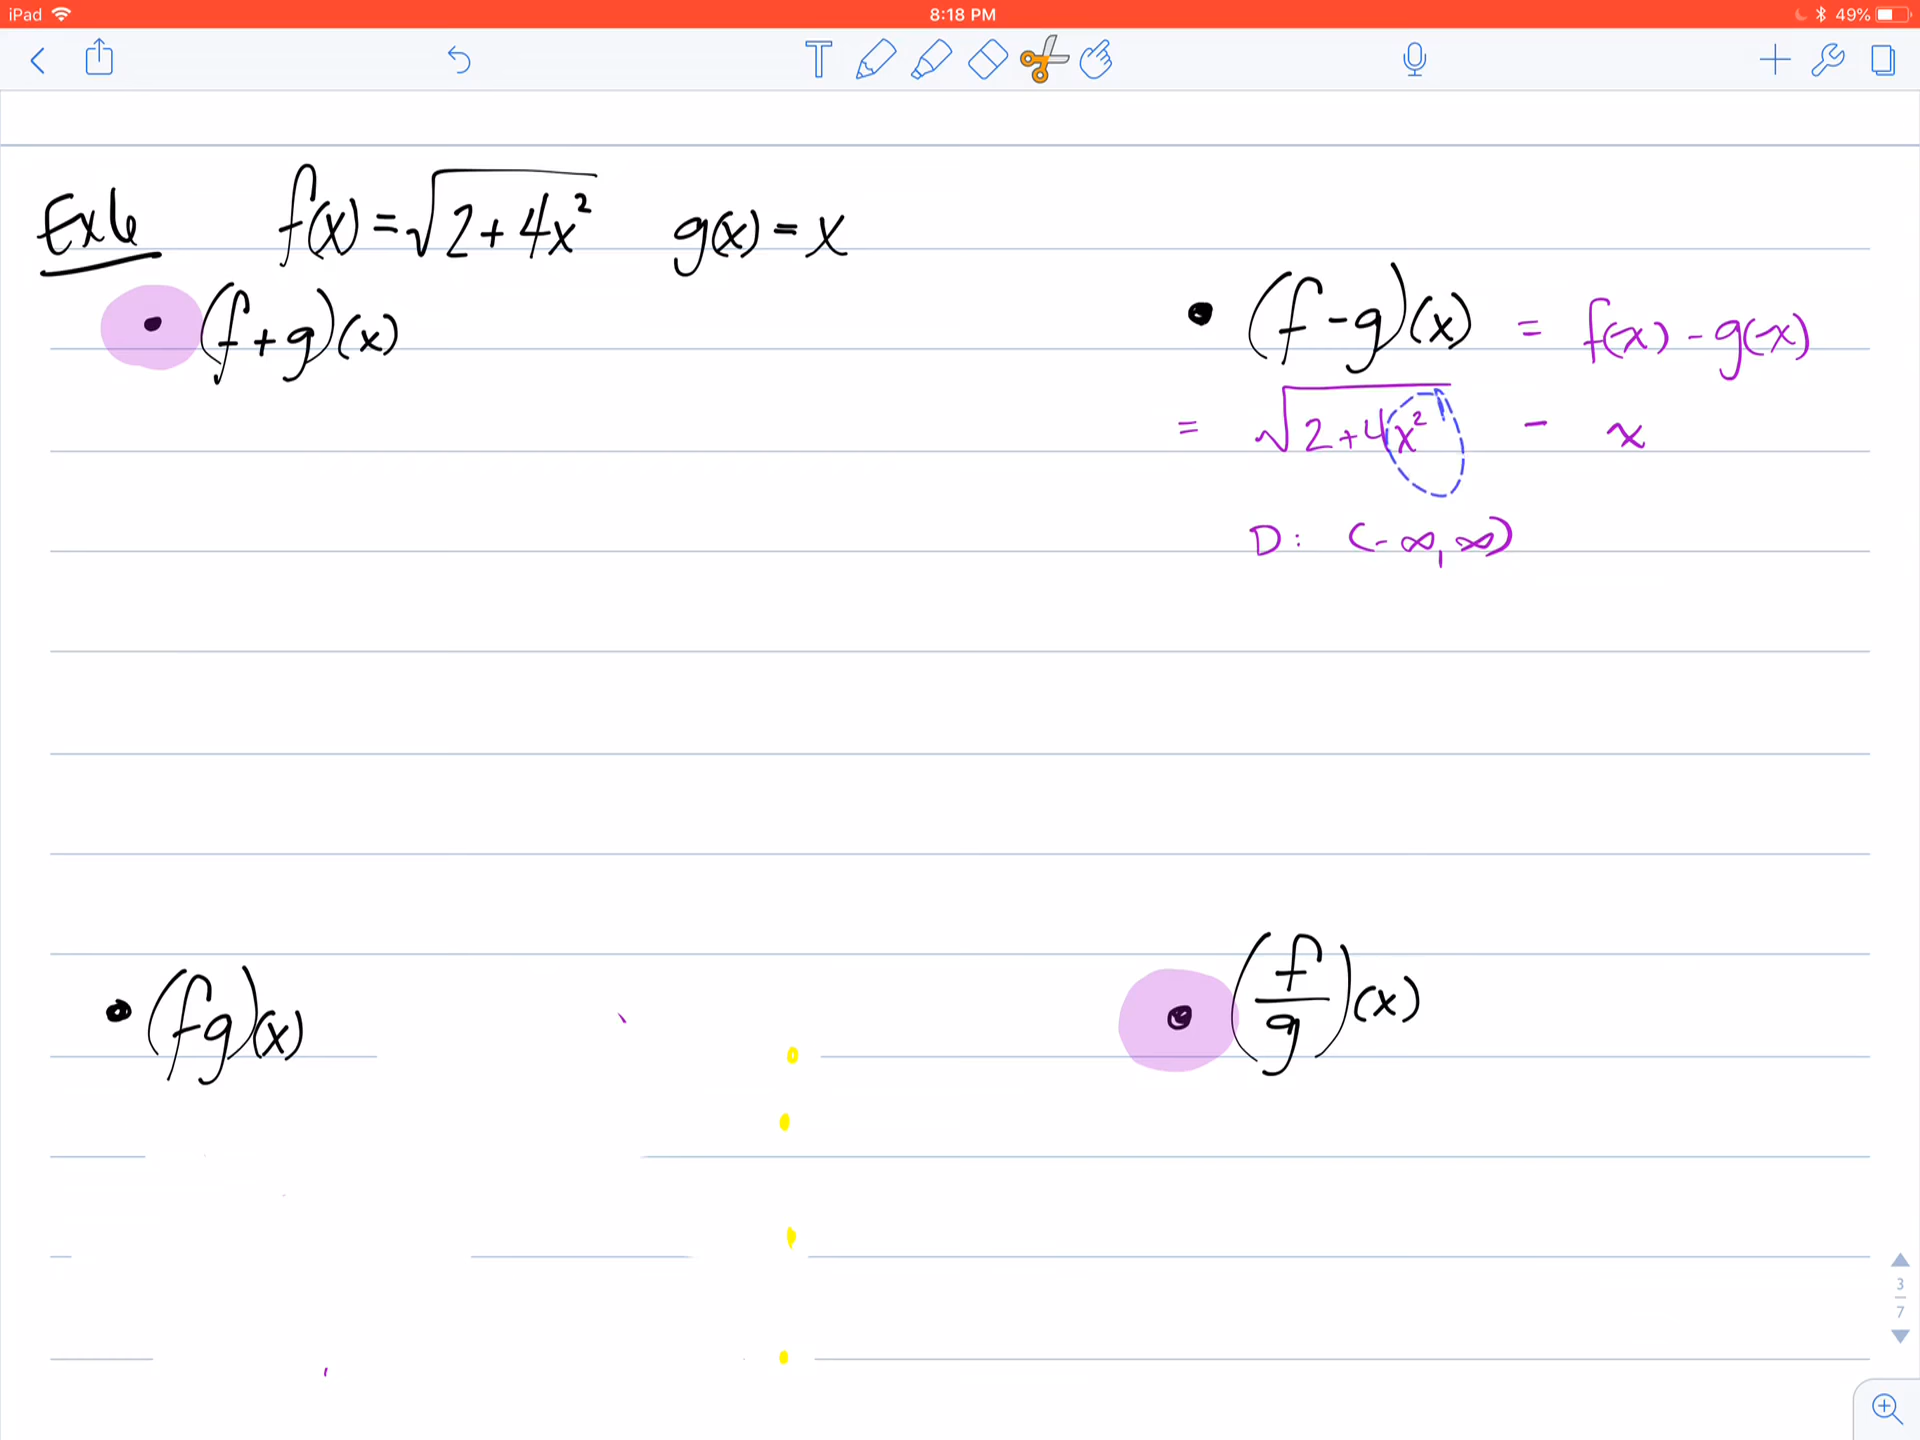 iPad 8:18 PM 49%
T
Ex6 f(x) = √(2+4x²) g(x) = x
• (f+g)(x)
• (f-g)(x) = f(x) - g(x)
= √(2+4x²) - x
D: (-∞, ∞)
• (fg)(x)
• (f/g)(x)
3
7